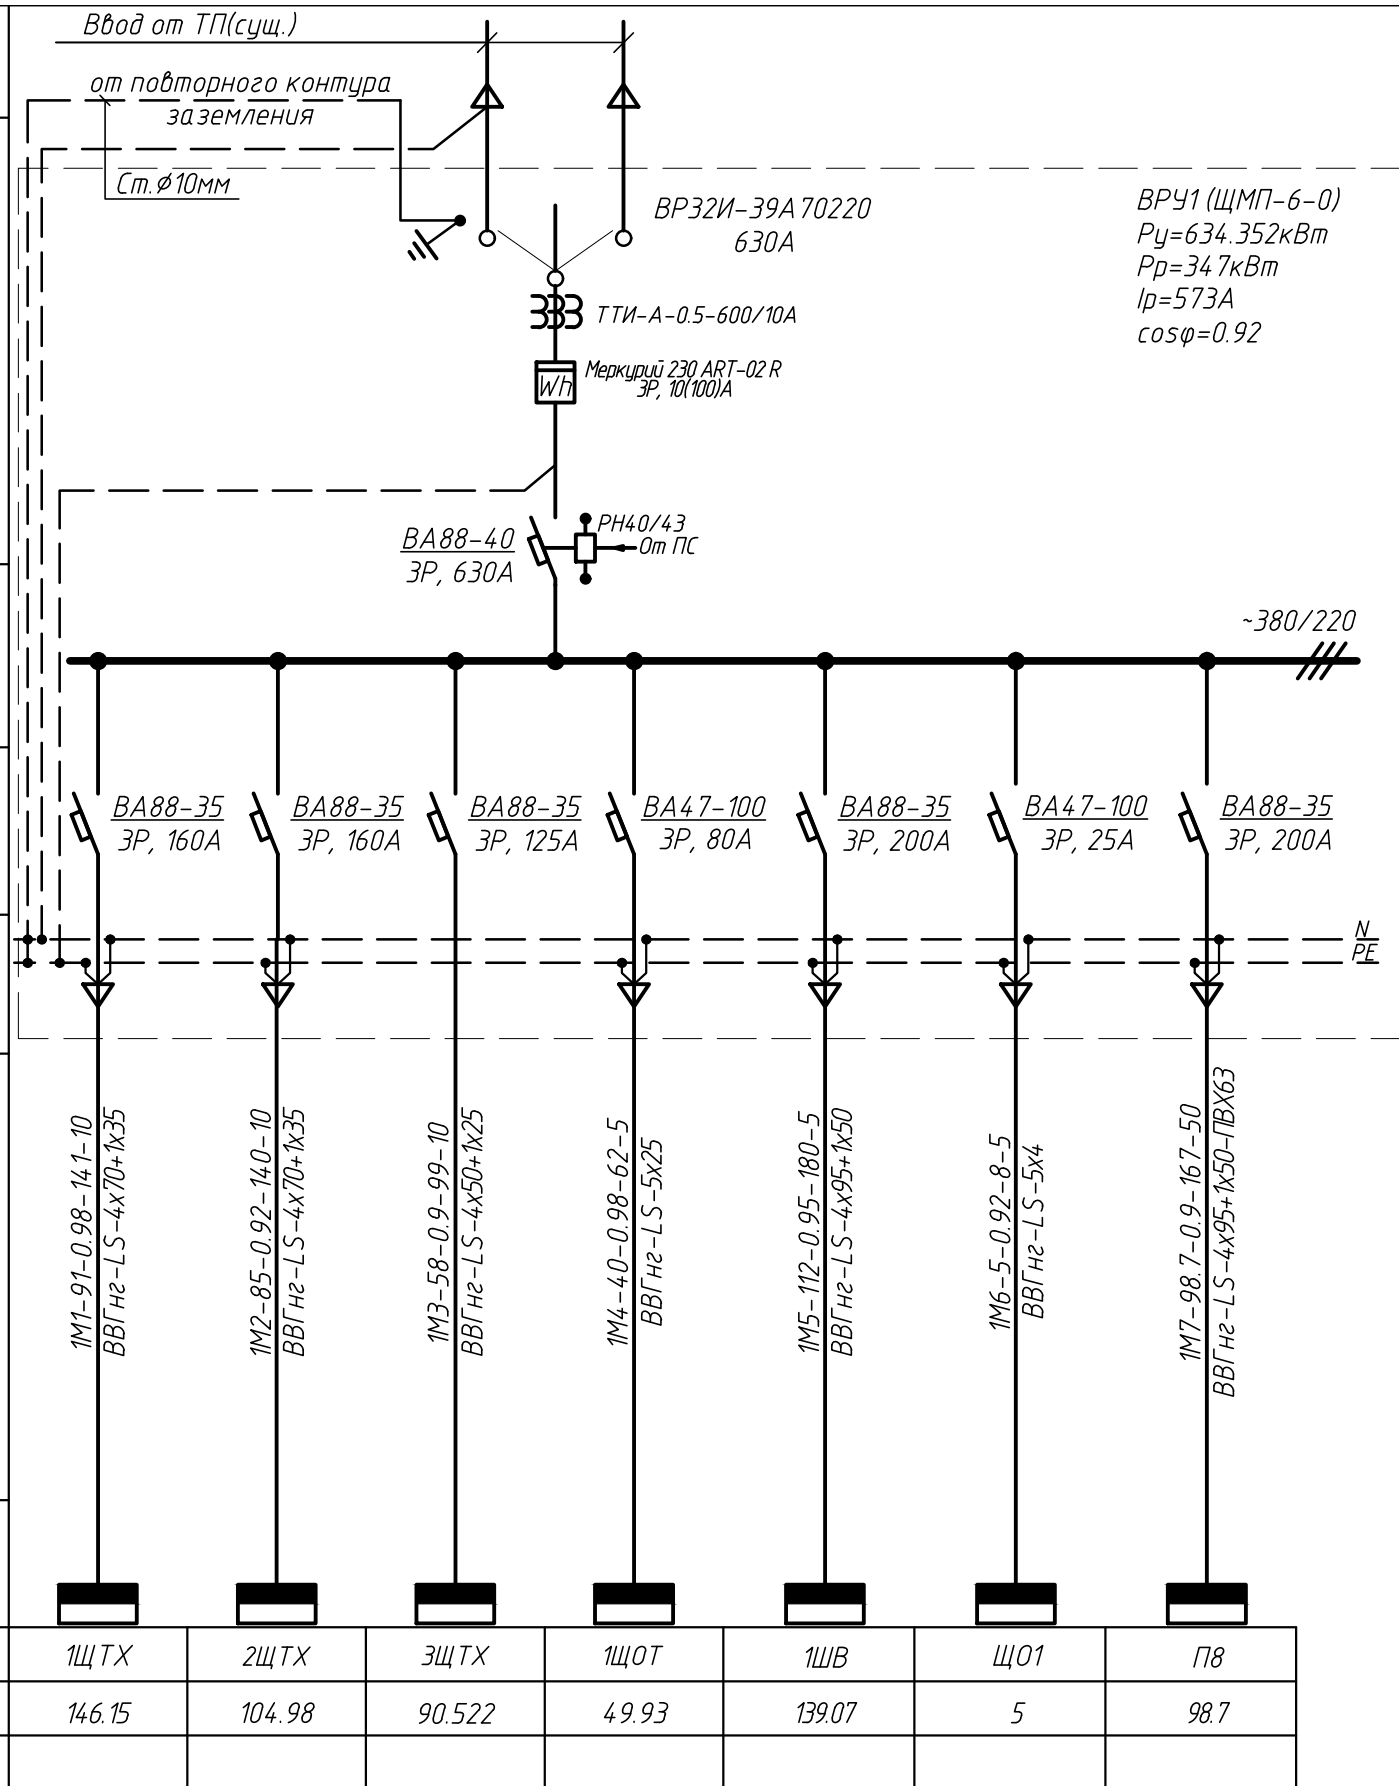 Ввод от ТП(сущ.)
от повторного контура
заземления
Ст.⌀10мм
ВР32И-39А70220
630А
ВРУ1 (ЩМП-6-0)
Ру=634.352кВт
Рр=347кВт
Iр=573А
cosφ=0.92
ТТИ-А-0.5-600/10А
Wh
Меркурий 230 ART-02 R
3Р, 10(100)А
ВА88-40
3Р, 630А
РН40/43
От ПС
~380/220
ВА88-35
3Р, 160А
ВА88-35
3Р, 160А
ВА88-35
3Р, 125А
ВА47-100
3Р, 80А
ВА88-35
3Р, 200А
ВА47-100
3Р, 25А
ВА88-35
3Р, 200А
N
PE
1М1-91-0.98-141-10
ВВГнг-LS-4х70+1х35
1М2-85-0.92-140-10
ВВГнг-LS-4х70+1х35
1М3-58-0.9-99-10
ВВГнг-LS-4х50+1х25
1М4-40-0.98-62-5
ВВГнг-LS-5х25
1М5-112-0.95-180-5
ВВГнг-LS-4х95+1х50
1М6-5-0.92-8-5
ВВГнг-LS-5х4
1М7-98.7-0.9-167-50
ВВГнг-LS-4х95+1х50-ПВХ63
1ЩТХ 2ЩТХ 3ЩТХ 1ЩОТ 1ШВ ЩО1 П8
146.15 104.98 90.522 49.93 139.07 5 98.7